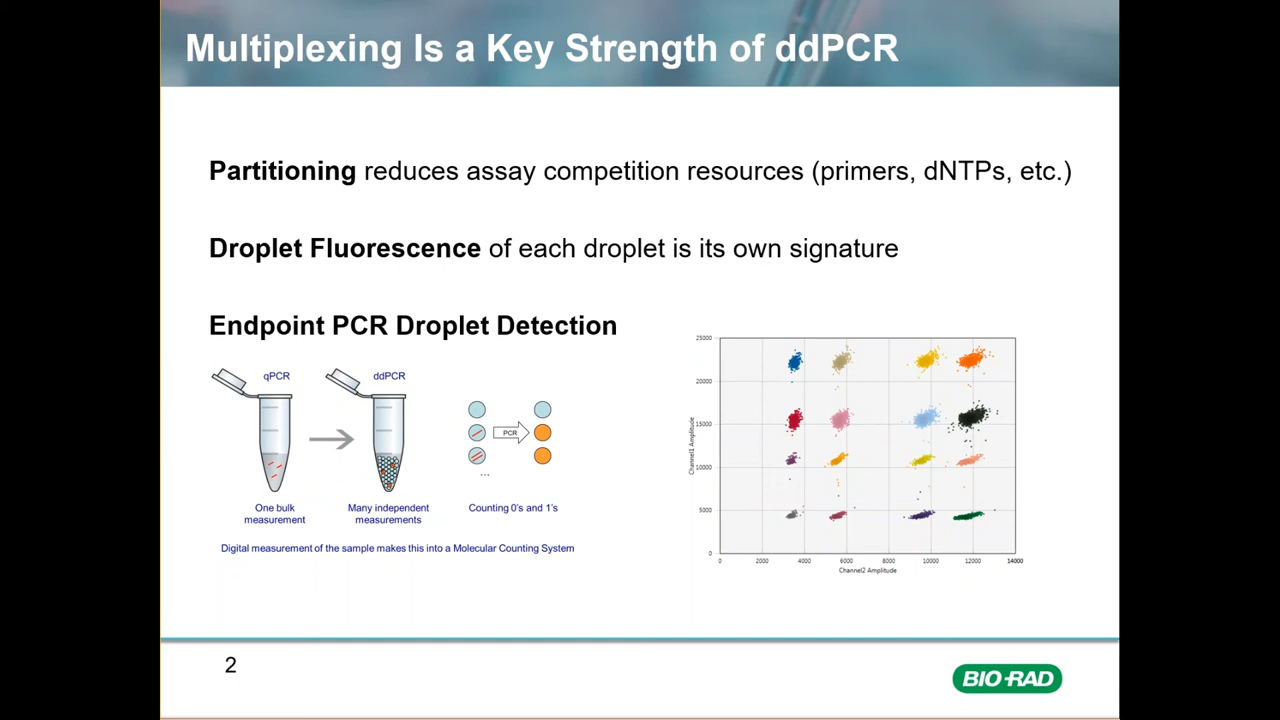 Multiplexing Is a Key Strength of ddPCR
Partitioning reduces assay competition resources (primers, dNTPs, etc.)
Droplet Fluorescence of each droplet is its own signature
Endpoint PCR Droplet Detection
qPCR
ddPCR
PCR
...
One bulk
measurement
Many independent
measurements
Counting 0's and 1's
Digital measurement of the sample makes this into a Molecular Counting System
25000
20000
15000
10000
5000
0
Channel1 Amplitude
0 2000 4000 6000 8000 10000 12000 14000
Channel2 Amplitude
2
BIO-RAD